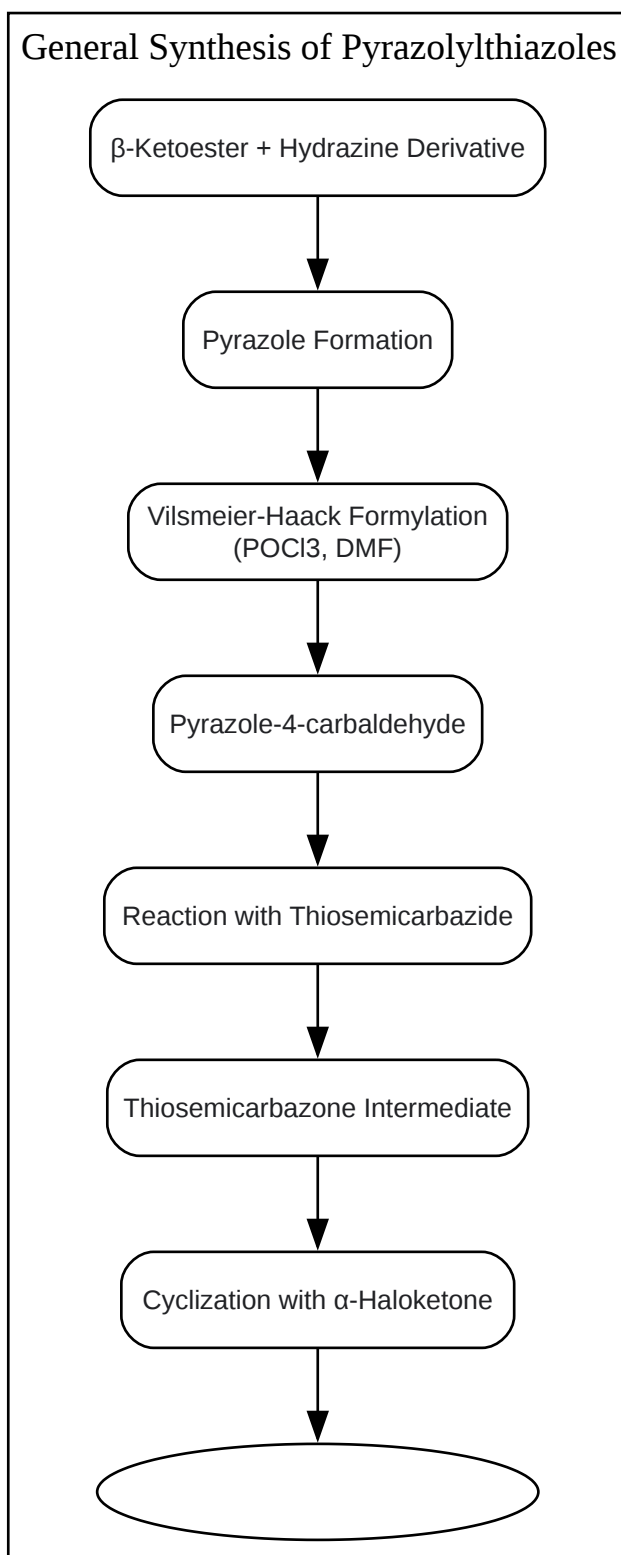 General Synthesis of Pyrazolylthiazoles
β-Ketoester + Hydrazine Derivative
Pyrazole Formation
Vilsmeier-Haack Formylation
(POCl3, DMF)
Pyrazole-4-carbaldehyde
Reaction with Thiosemicarbazide
Thiosemicarbazone Intermediate
Cyclization with α-Haloketone